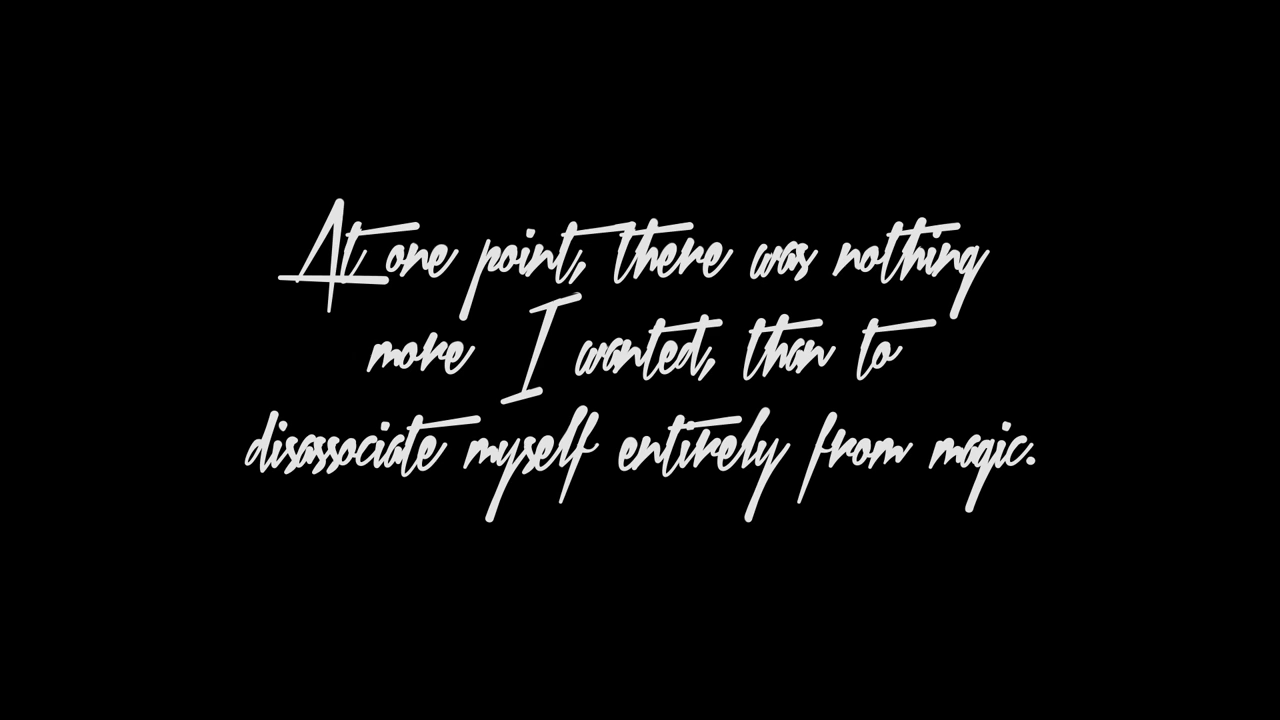 At one point, there was nothing
more I wanted, than to
disassociate myself entirely from magic.